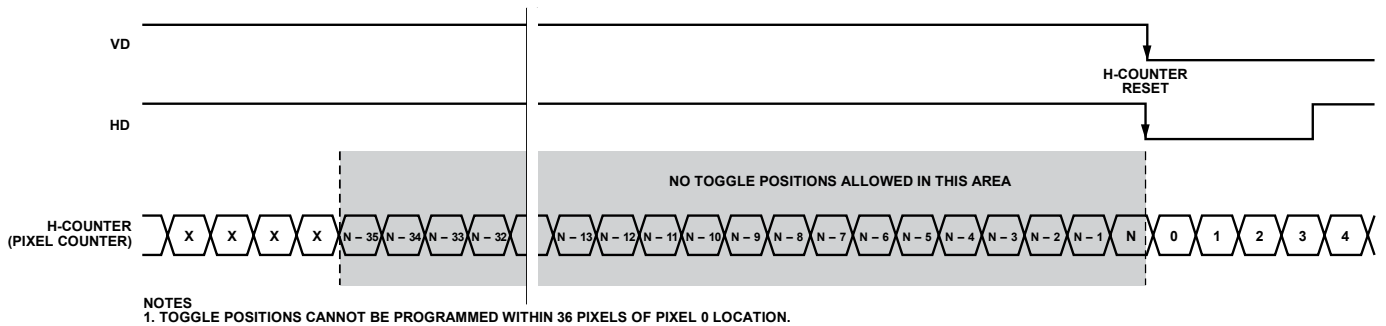 VD
H-COUNTER
RESET
HD
NO TOGGLE POSITIONS ALLOWED IN THIS AREA
H-COUNTER
(PIXEL COUNTER)
X X X X N – 35 N – 34 N – 33 N – 32 N – 13 N – 12 N – 11 N – 10 N – 9 N – 8 N – 7 N – 6 N – 5 N – 4 N – 3 N – 2 N – 1 N 0 1 2 3 4
NOTES
1. TOGGLE POSITIONS CANNOT BE PROGRAMMED WITHIN 36 PIXELS OF PIXEL 0 LOCATION.